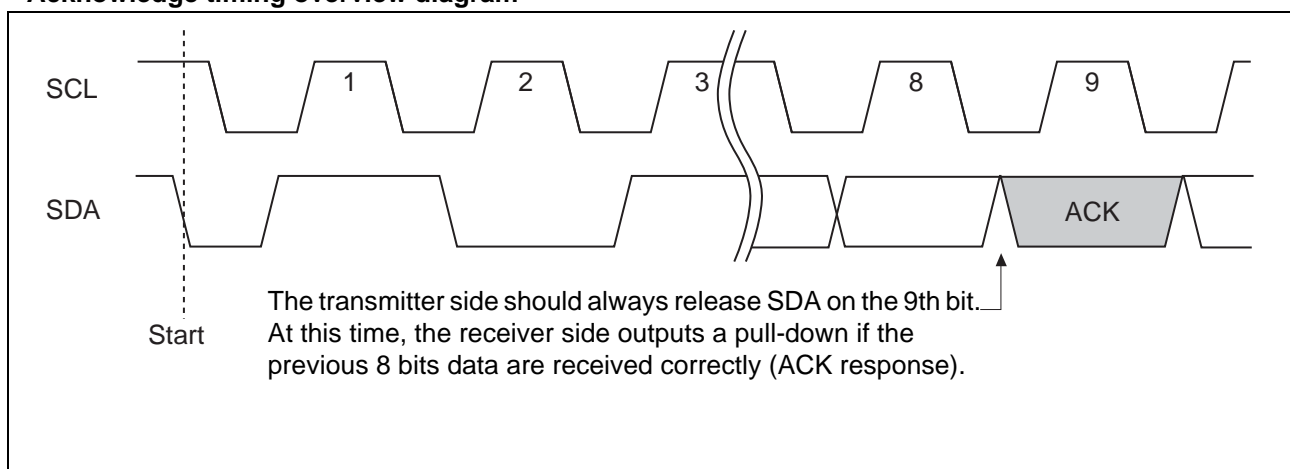 Acknowledge timing overview diagram
SCL
1 2 3 8 9
SDA
ACK
Start
The transmitter side should always release SDA on the 9th bit.
At this time, the receiver side outputs a pull-down if the
previous 8 bits data are received correctly (ACK response).